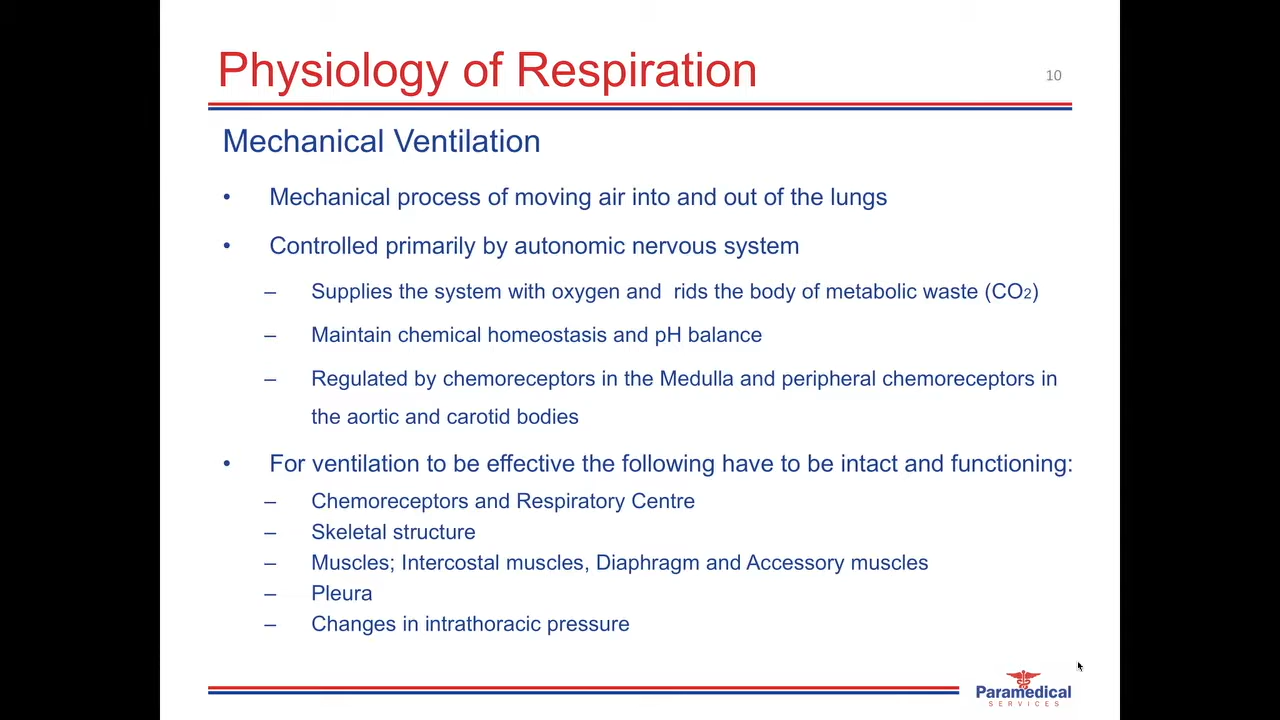 Physiology of Respiration
10
Mechanical Ventilation
• Mechanical process of moving air into and out of the lungs
• Controlled primarily by autonomic nervous system
– Supplies the system with oxygen and  rids the body of metabolic waste (CO2)
– Maintain chemical homeostasis and pH balance
– Regulated by chemoreceptors in the Medulla and peripheral chemoreceptors in
the aortic and carotid bodies
• For ventilation to be effective the following have to be intact and functioning:
– Chemoreceptors and Respiratory Centre
– Skeletal structure
– Muscles; Intercostal muscles, Diaphragm and Accessory muscles
– Pleura
– Changes in intrathoracic pressure
Paramedical
SERVICES